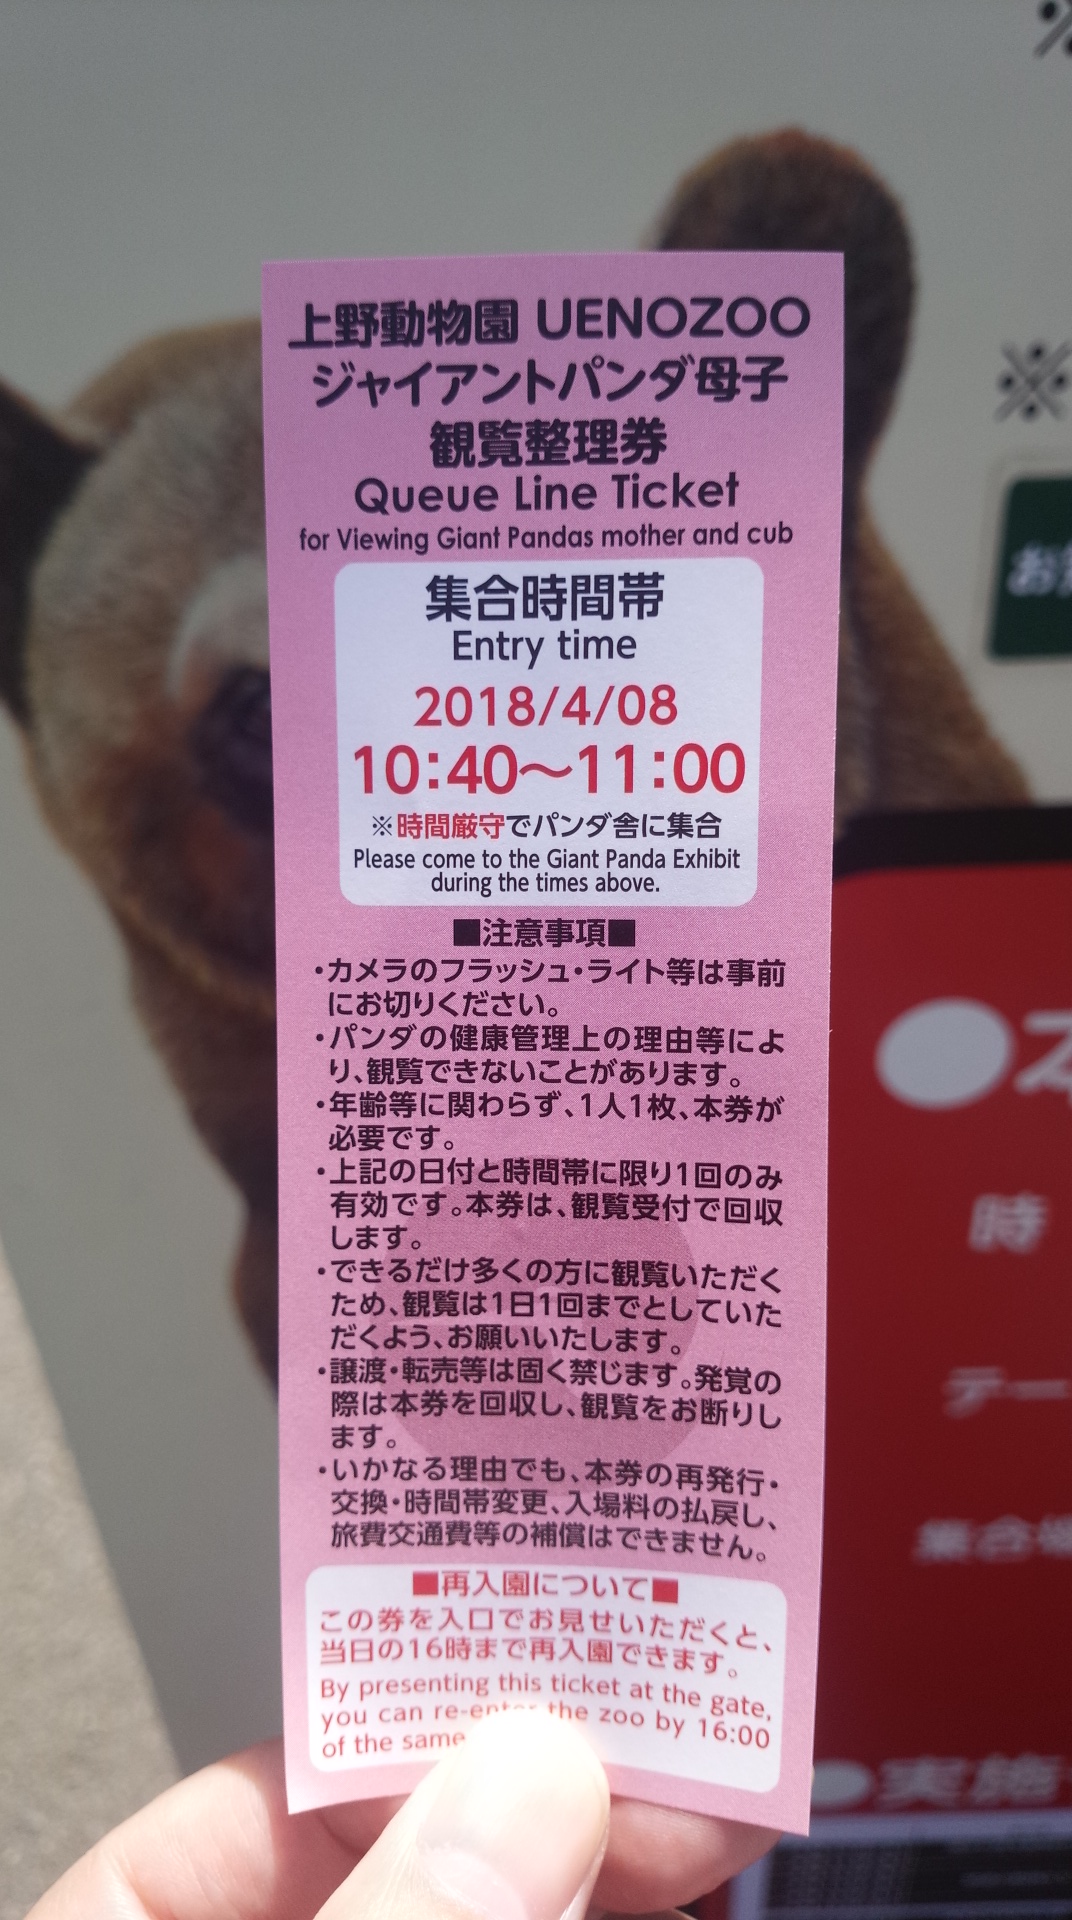 上野動物園 UENOZOO
ジャイアントパンダ母子
観覧整理券
Queue Line Ticket
for Viewing Giant Pandas mother and cub
集合時間帯
Entry time
2018/4/08
10:40～11:00
※時間厳守でパンダ舎に集合
Please come to the Giant Panda Exhibit
during the times above.
■注意事項■
・カメラのフラッシュ・ライト等は事前
にお切りください。
・パンダの健康管理上の理由等によ
り、観覧できないことがあります。
・年齢等に関わらず、1人1枚、本券が
必要です。
・上記の日付と時間帯に限り1回のみ
有効です。本券は、観覧受付で回収
します。
・できるだけ多くの方に観覧いただく
ため、観覧は1日1回までとしていた
だくよう、お願いいたします。
・譲渡・転売等は固く禁じます。発覚の
際は本券を回収し、観覧をお断りし
ます。
・いかなる理由でも、本券の再発行・
交換・時間帯変更、入場料の払戻し、
旅費交通費等の補償はできません。
■再入園について■
この券を入口でお見せいただくと、
当日の16時まで再入園できます。
By presenting this ticket at the gate,
you can re-enter the zoo by 16:00
of the same
※
お
●本
時
テー
集合場
●実施